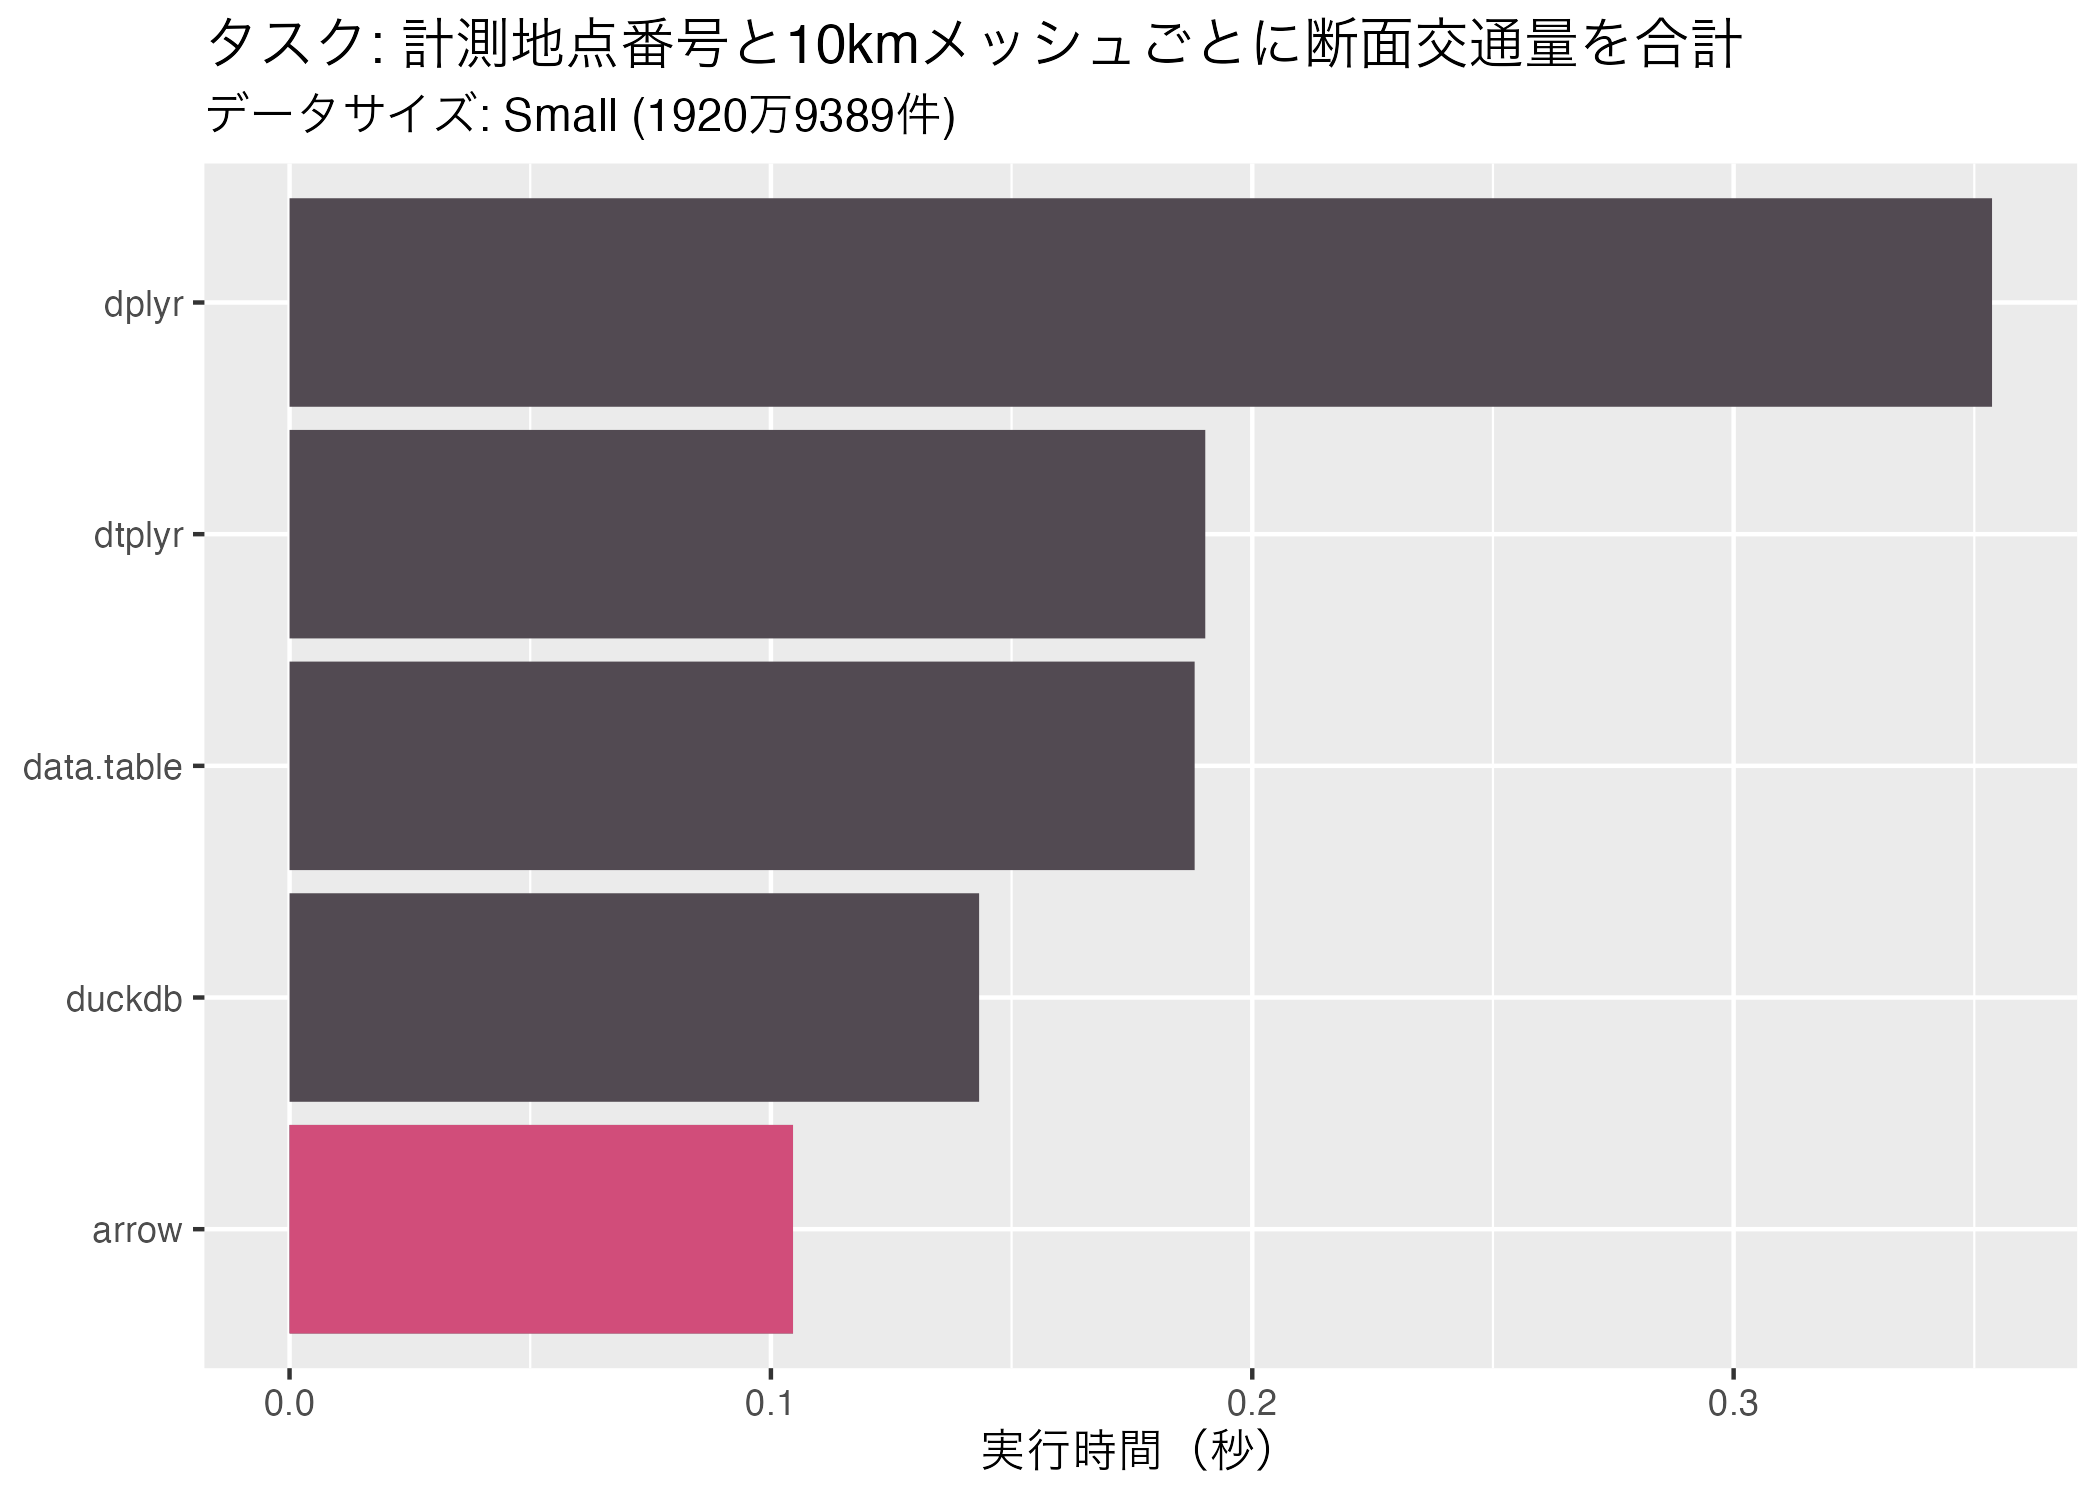 タスク: 計測地点番号と10kmメッシュごとに断面交通量を合計
データサイズ: Small (1920万9389件)
dplyr
dtplyr
data.table
duckdb
arrow
0.0 0.1 0.2 0.3
実行時間（秒）